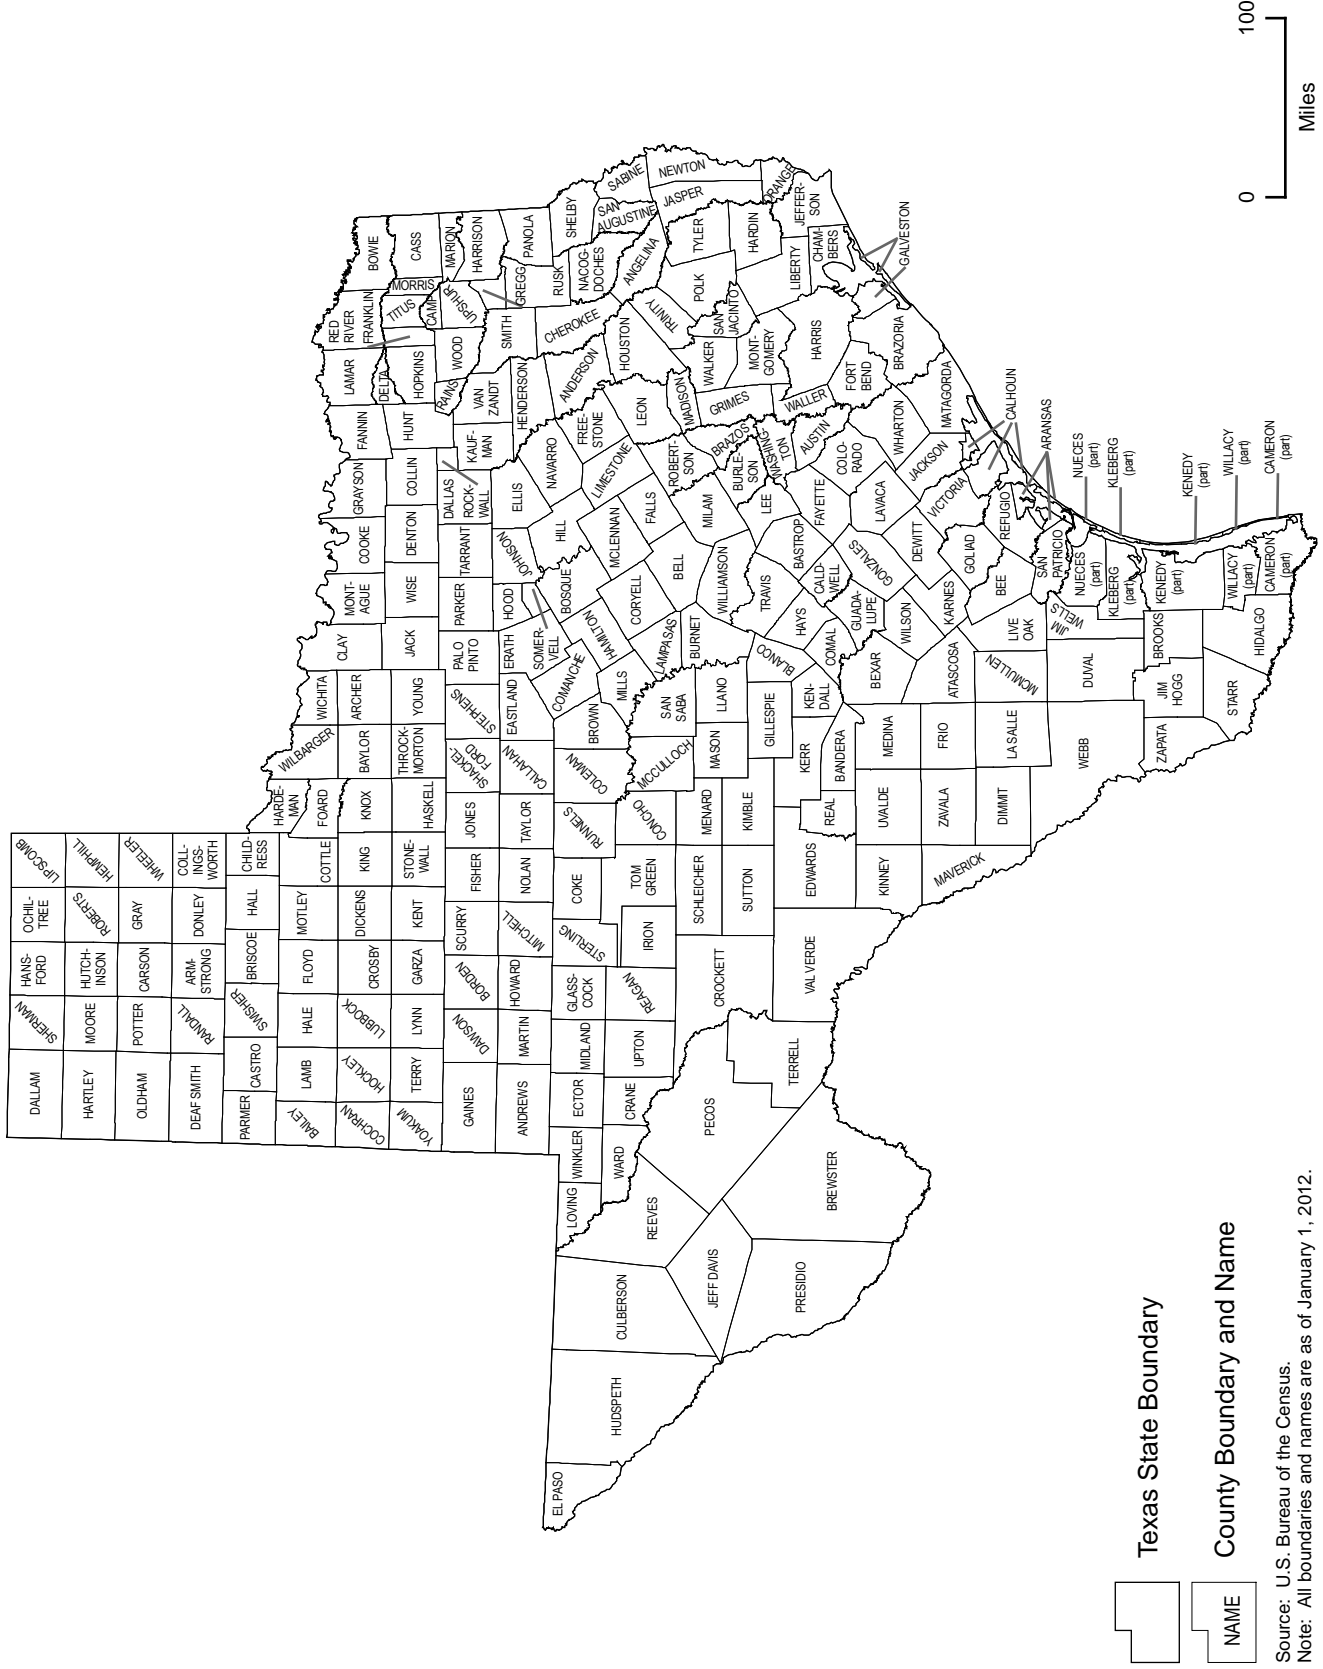 DALLAM
SHERMAN
HANS-
FORD
OCHIL-
TREE
LIPSCOMB
HARTLEY
MOORE
HUTCH-
INSON
ROBERTS
HEMPHILL
OLDHAM
POTTER
CARSON
GRAY
WHEELER
DEAF SMITH
RANDALL
ARM-
STRONG
DONLEY
COLL-
INGS-
WORTH
PARMER
CASTRO
SWISHER
BRISCOE
HALL
CHILD-
RESS
BAILEY
LAMB
HALE
FLOYD
MOTLEY
COTTLE
HARDE-
MAN
FOARD
WILBARGER
WICHITA
CLAY
MONT-
AGUE
COOKE
GRAYSON
FANNIN
LAMAR
RED
RIVER
BOWIE
COCHRAN
HOCKLEY
LUBBOCK
CROSBY
DICKENS
KING
KNOX
BAYLOR
ARCHER
YOAKUM
TERRY
LYNN
GARZA
KENT
STONE-
WALL
HASKELL
THROCK-
MORTON
YOUNG
JACK
WISE
DENTON
COLLIN
HUNT
DELTA
HOPKINS
FRANKLIN
TITUS
MORRIS
CASS
CAMP
MARION
GAINES
DAWSON
BORDEN
SCURRY
FISHER
JONES
SHACKEL-
FORD
STEPHENS
PALO
PINTO
PARKER
TARRANT
DALLAS
ROCK-
WALL
KAUF-
MAN
RAINS
VAN
ZANDT
WOOD
UPSHUR
HARRISON
ANDREWS
MARTIN
HOWARD
MITCHELL
NOLAN
TAYLOR
CALLAHAN
EASTLAND
ERATH
HOOD
SOMER-
VELL
JOHNSON
ELLIS
HENDERSON
SMITH
GREGG
RUSK
PANOLA
EL PASO
HUDSPETH
CULBERSON
LOVING
WINKLER
ECTOR
MIDLAND
GLASS-
COCK
STERLING
COKE
RUNNELS
COLEMAN
BROWN
COMANCHE
HAMILTON
BOSQUE
HILL
NAVARRO
FREE-
STONE
ANDERSON
CHEROKEE
NACOG-
DOCHES
SHELBY
REEVES
WARD
CRANE
UPTON
REAGAN
IRION
TOM
GREEN
CONCHO
MCCULLOCH
MILLS
SAN
SABA
LAMPASAS
CORYELL
MCLENNAN
LIMESTONE
FALLS
LEON
HOUSTON
TRINITY
ANGELINA
SAN
AUGUSTINE
SABINE
JEFF DAVIS
PECOS
CROCKETT
SCHLEICHER
MENARD
MASON
LLANO
BURNET
BELL
MILAM
ROBERT-
SON
MADISON
WALKER
POLK
TYLER
JASPER
NEWTON
PRESIDIO
BREWSTER
TERRELL
VAL VERDE
SUTTON
KIMBLE
GILLESPIE
BLANCO
WILLIAMSON
TRAVIS
BURLE-
SON
BRAZOS
GRIMES
SAN
JACINTO
MONT-
GOMERY
HARDIN
ORANGE
EDWARDS
REAL
KERR
KEN-
DALL
BANDERA
HAYS
COMAL
CALD-
WELL
BASTROP
LEE
WASHING-
TON
AUSTIN
WALLER
HARRIS
LIBERTY
CHAM-
BERS
JEFFER-
SON
KINNEY
UVALDE
MEDINA
BEXAR
GUADA-
LUPE
GONZALES
FAYETTE
COLO-
RADO
FORT
BEND
BRAZORIA
GALVESTON
MAVERICK
ZAVALA
FRIO
ATASCOSA
WILSON
KARNES
DEWITT
LAVACA
WHARTON
MATAGORDA
DIMMIT
LA SALLE
MCMULLEN
LIVE
OAK
BEE
GOLIAD
VICTORIA
JACKSON
CALHOUN
REFUGIO
ARANSAS
WEBB
DUVAL
JIM
WELLS
SAN
PATRICIO
NUECES
(part)
NUECES
(part)
KLEBERG
(part)
KLEBERG
(part)
ZAPATA
JIM
HOGG
BROOKS
KENEDY
(part)
KENEDY
(part)
STARR
HIDALGO
WILLACY
(part)
WILLACY
(part)
CAMERON
(part)
CAMERON
(part)
0
100
Miles
Texas State Boundary
NAME
County Boundary and Name
Source: U.S. Bureau of the Census.
Note: All boundaries and names are as of January 1, 2012.